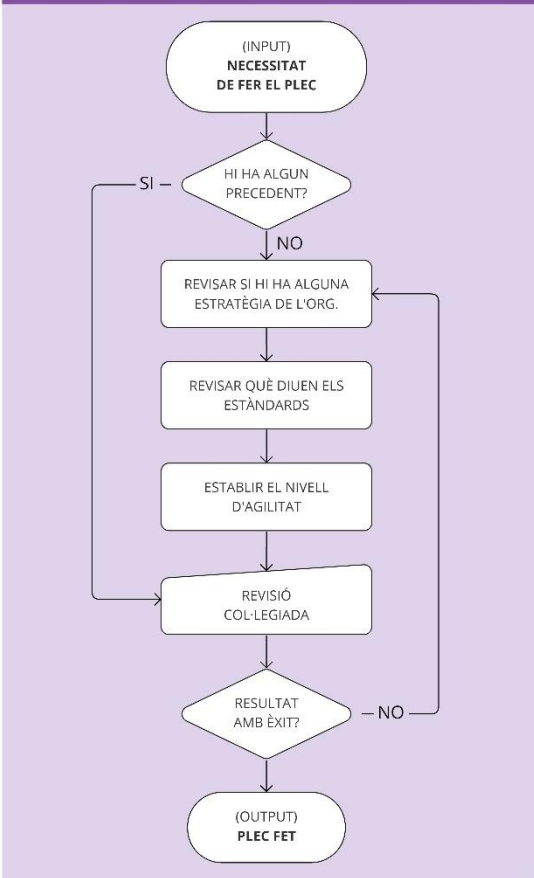 (INPUT)
NECESSITAT
DE FER EL PLEC
HI HA ALGUN
PRECEDENT?
SI
NO
REVISAR SI HI HA ALGUNA
ESTRATÈGIA DE L'ORG.
REVISAR QUÈ DIUEN ELS
ESTÀNDARDS
ESTABLIR EL NIVELL
D'AGILITAT
REVISIÓ
COL·LEGIADA
RESULTAT
AMB ÈXIT?
NO
(OUTPUT)
PLEC FET